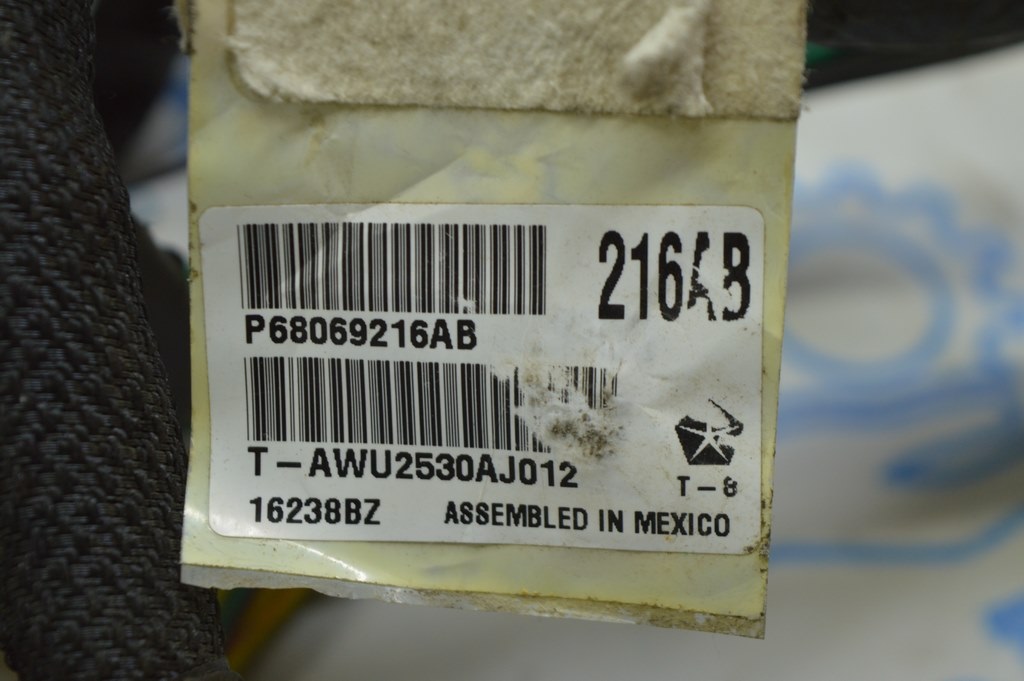 216AB
P68069216AB
T-AWU2530AJ012
T-8
16238BZ ASSEMBLED IN MEXICO